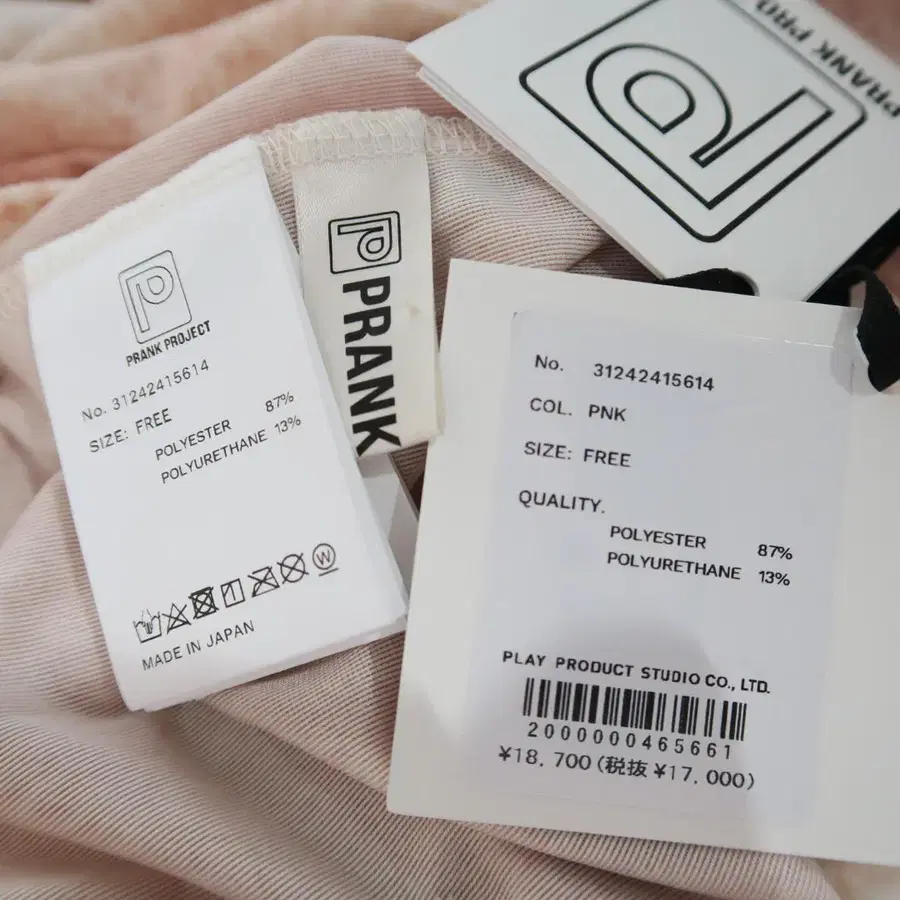 PRANK PROJECT
No. 31242415614
SIZE: FREE
POLYESTER 87%
POLYURETHANE 13%
W
MADE IN JAPAN
PRANK
PRANK PRO
No. 31242415614
COL. PNK
SIZE: FREE
QUALITY.
POLYESTER 87%
POLYURETHANE 13%
PLAY PRODUCT STUDIO CO., LTD.
2000000465661
¥18,700(税抜¥17,000)